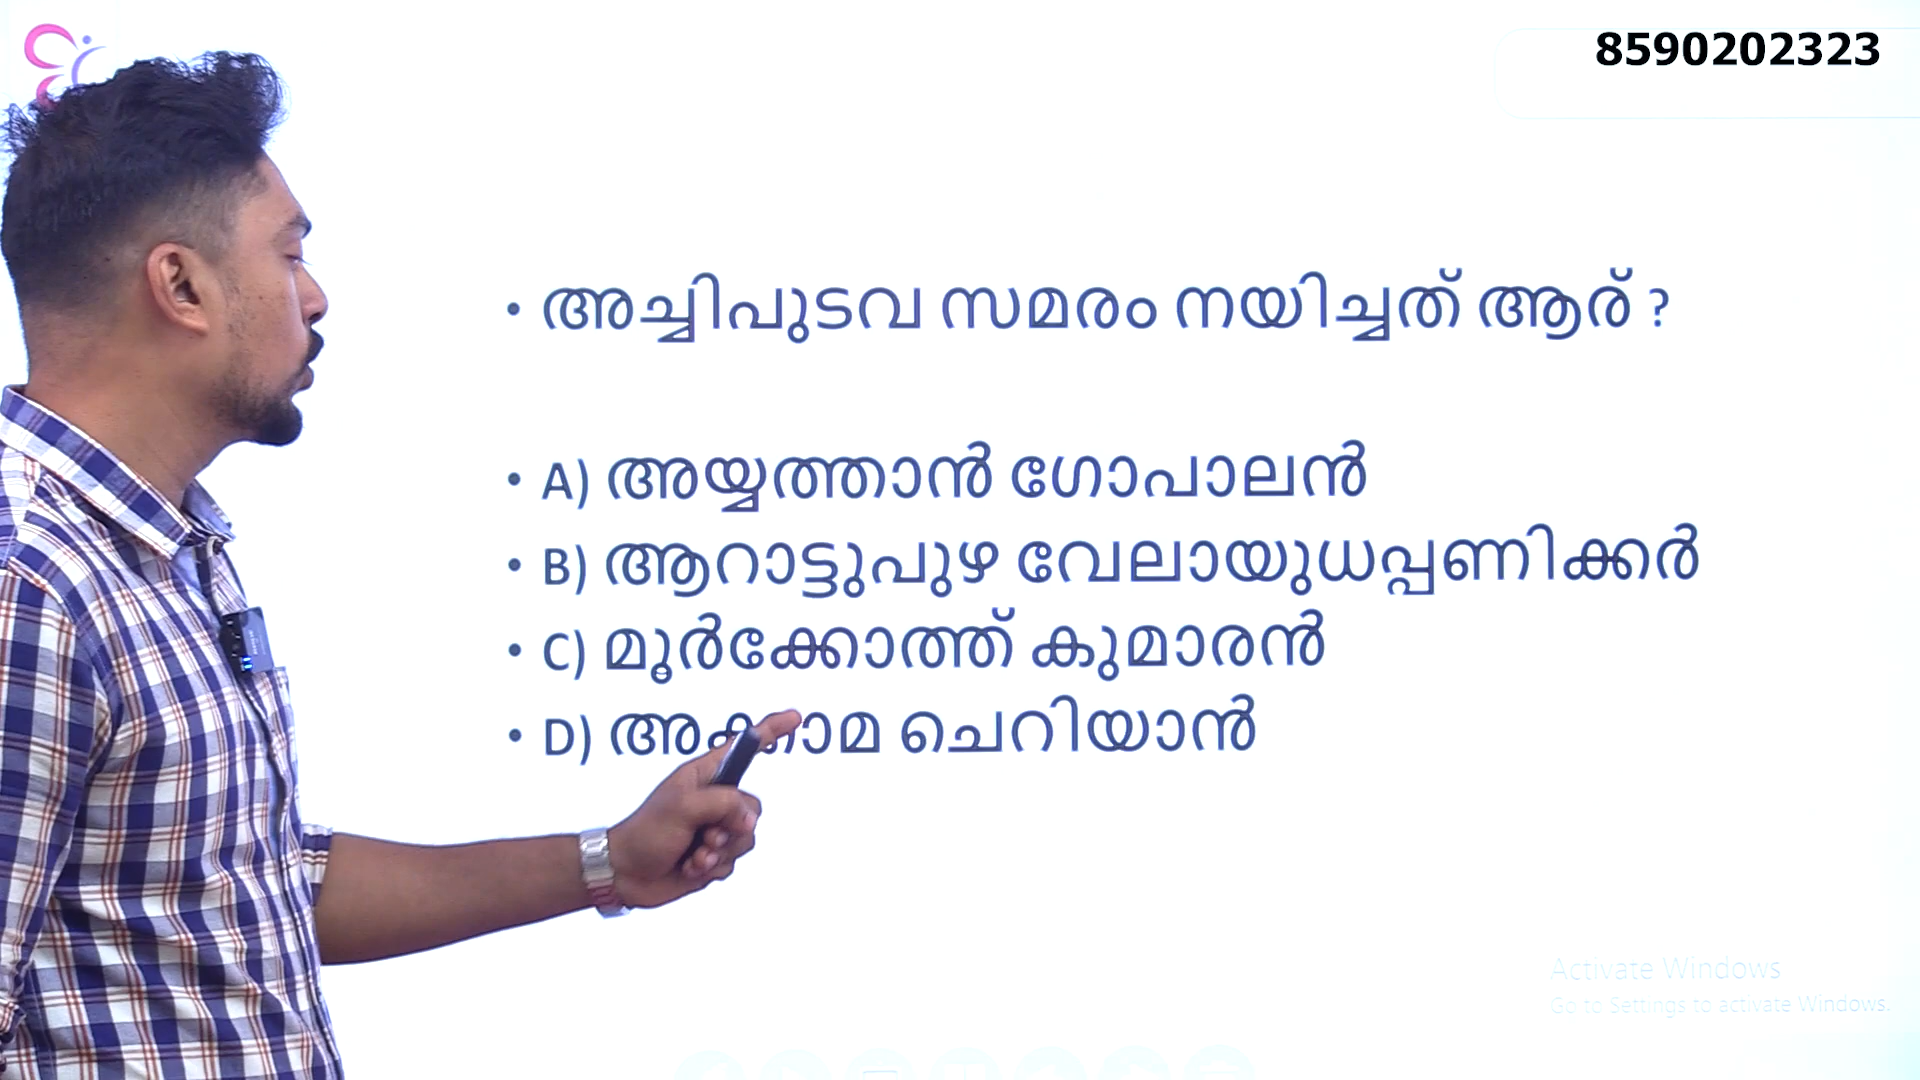 8590202323
• അച്ചിപുടവ സമരം നയിച്ചത് ആര് ?
• A) അയ്യത്താൻ ഗോപാലൻ
• B) ആറാട്ടുപുഴ വേലായുധപ്പണിക്കർ
• C) മൂർക്കോത്ത് കുമാരൻ
• D) ചെറിയാൻ
Activate Windows
Go to Settings to activate Windows.